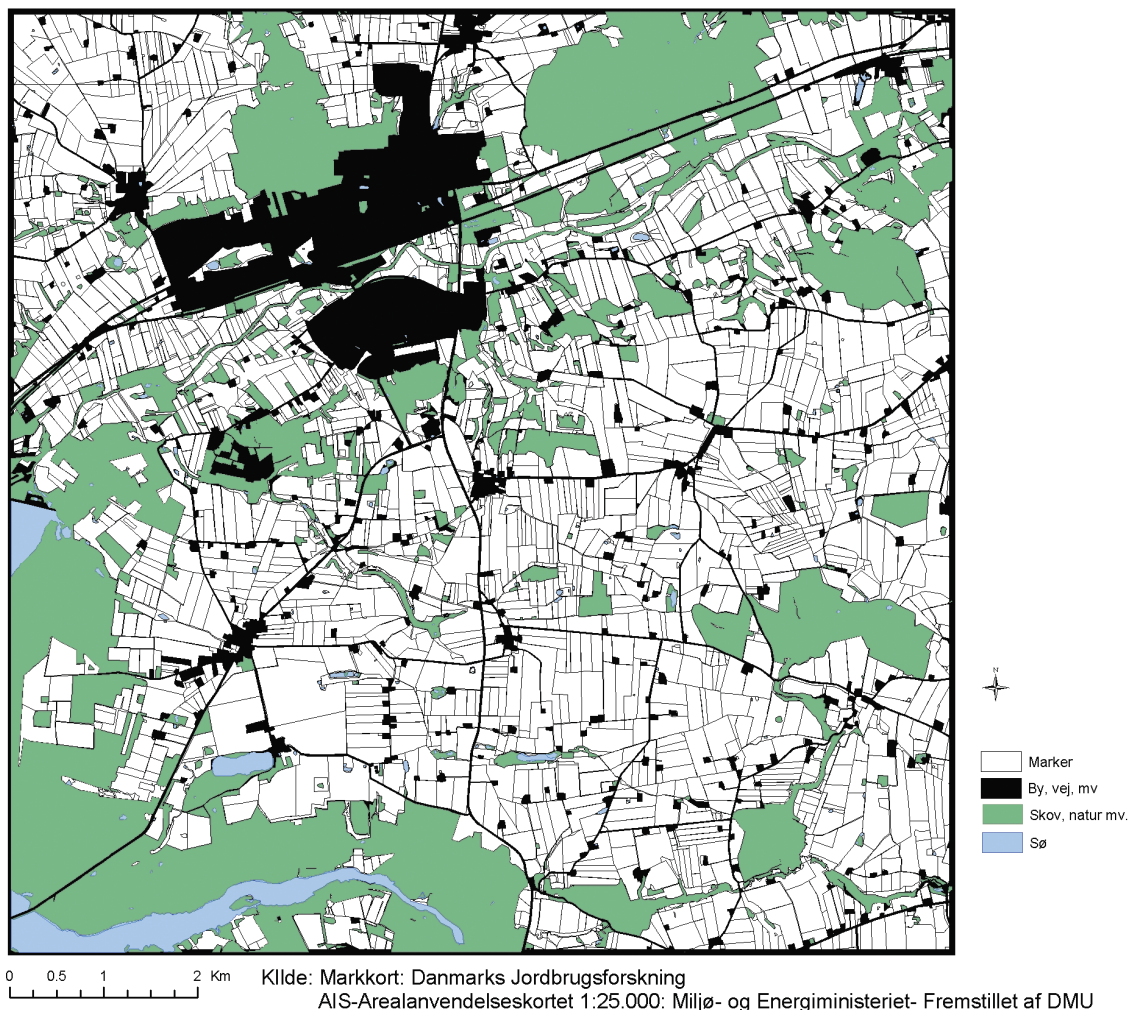 N
Marker
By, vej, mv
Skov, natur mv.
Sø
0 0.5 1 2 Km
KIlde: Markkort: Danmarks Jordbrugsforskning
AIS-Arealanvendelseskortet 1:25.000: Miljø- og Energiministeriet- Fremstillet af DMU